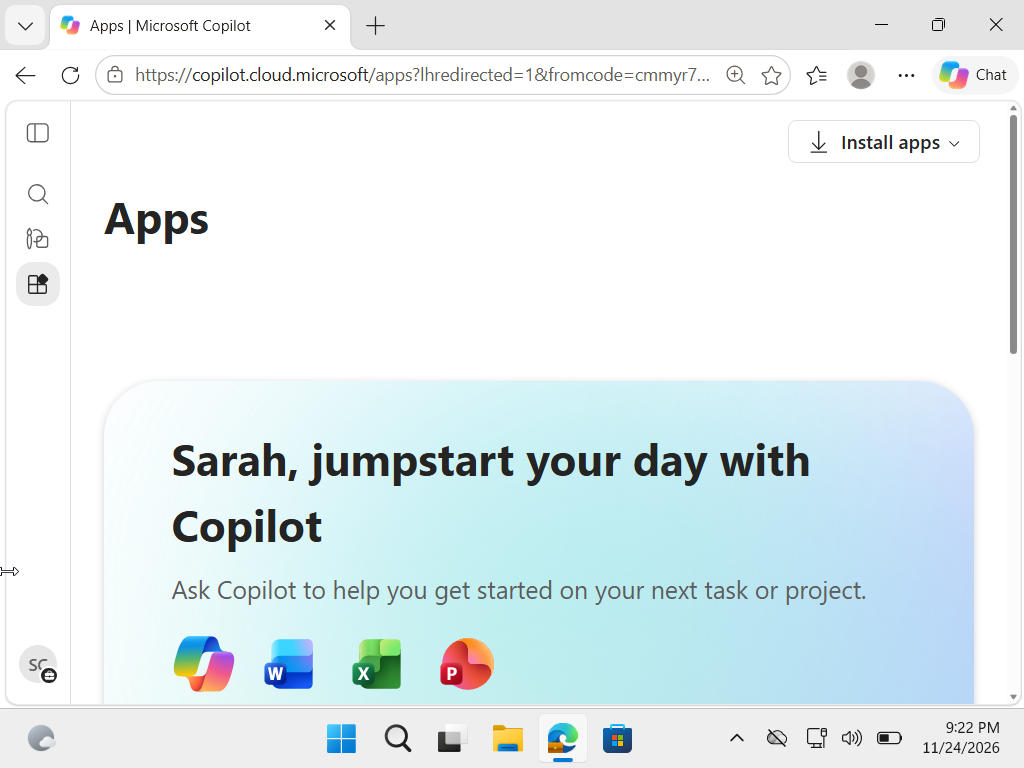 Apps | Microsoft Copilot
https://copilot.cloud.microsoft/apps?lhredirected=1&fromcode=cmmyr7...
Chat
Install apps
Apps
Sarah, jumpstart your day with
Copilot
Ask Copilot to help you get started on your next task or project.
W
X
P
SC
9:22 PM
11/24/2026